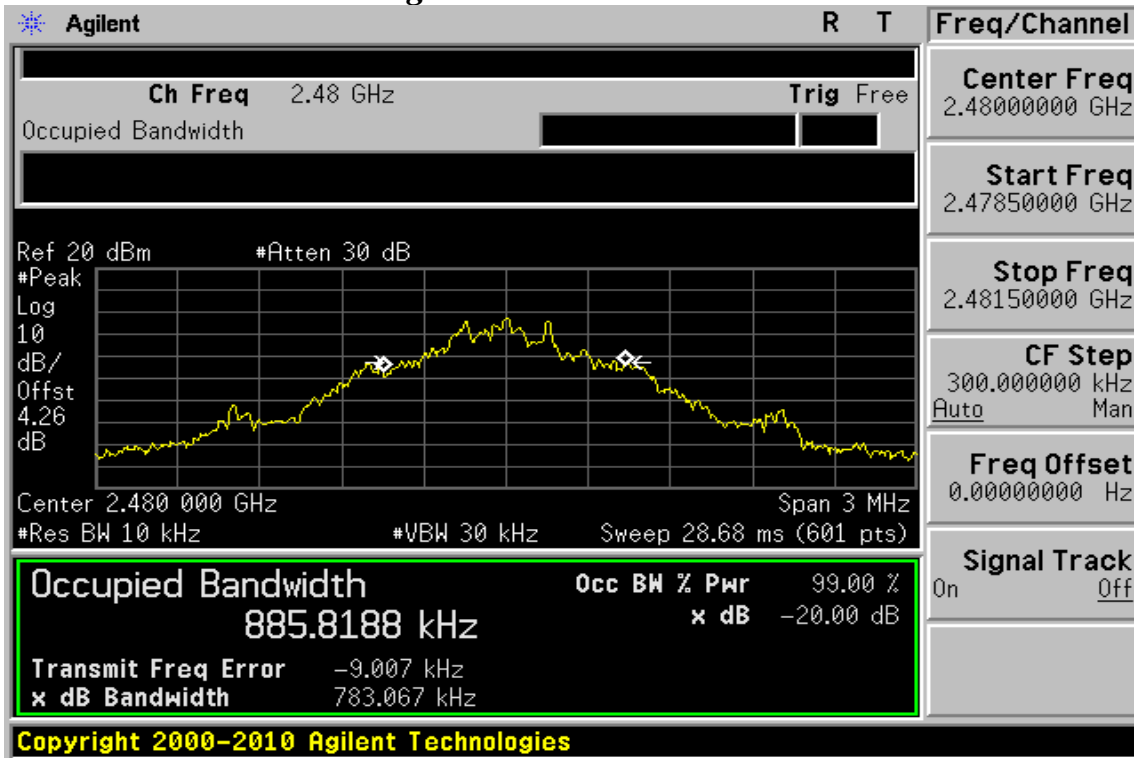 Agilent R T Freq/Channel
Ch Freq 2.48 GHz Trig Free
Occupied Bandwidth
Center Freq
2.48000000 GHz
Start Freq
2.47850000 GHz
Stop Freq
2.48150000 GHz
CF Step
300.000000 kHz
Auto Man
Freq Offset
0.00000000 Hz
Signal Track
On Off
Ref 20 dBm #Atten 30 dB
#Peak
Log
10
dB/
Offst
4.26
dB
Center 2.480 000 GHz Span 3 MHz
#Res BW 10 kHz #VBW 30 kHz Sweep 28.68 ms (601 pts)
Occupied Bandwidth Occ BW % Pwr 99.00 %
885.8188 kHz x dB -20.00 dB
Transmit Freq Error -9.007 kHz
x dB Bandwidth 783.067 kHz
Copyright 2000-2010 Agilent Technologies